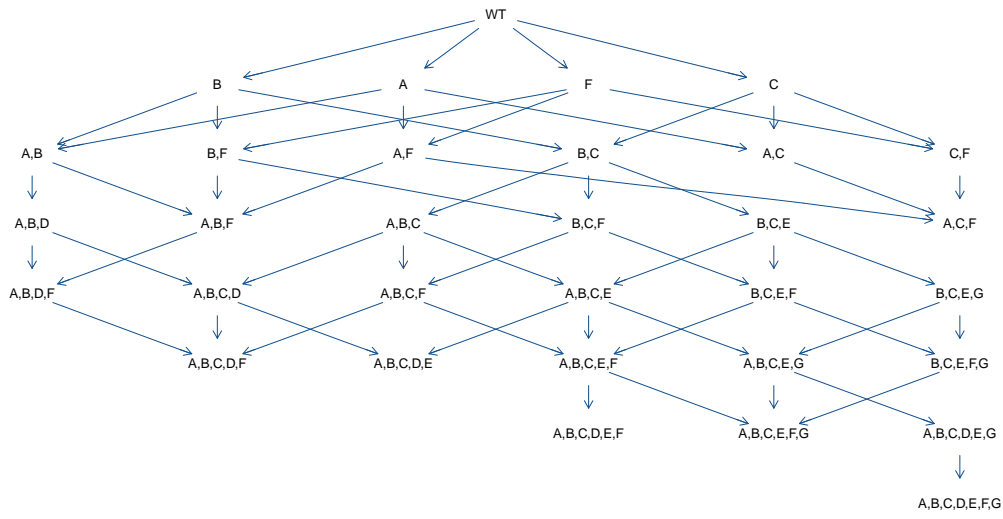 WT
B A F C
A,B B,F A,F B,C A,C C,F
A,B,D A,B,F A,B,C B,C,F B,C,E A,C,F
A,B,D,F A,B,C,D A,B,C,F A,B,C,E B,C,E,F B,C,E,G
A,B,C,D,F A,B,C,D,E A,B,C,E,F A,B,C,E,G B,C,E,F,G
A,B,C,D,E,F A,B,C,E,F,G A,B,C,D,E,G
A,B,C,D,E,F,G